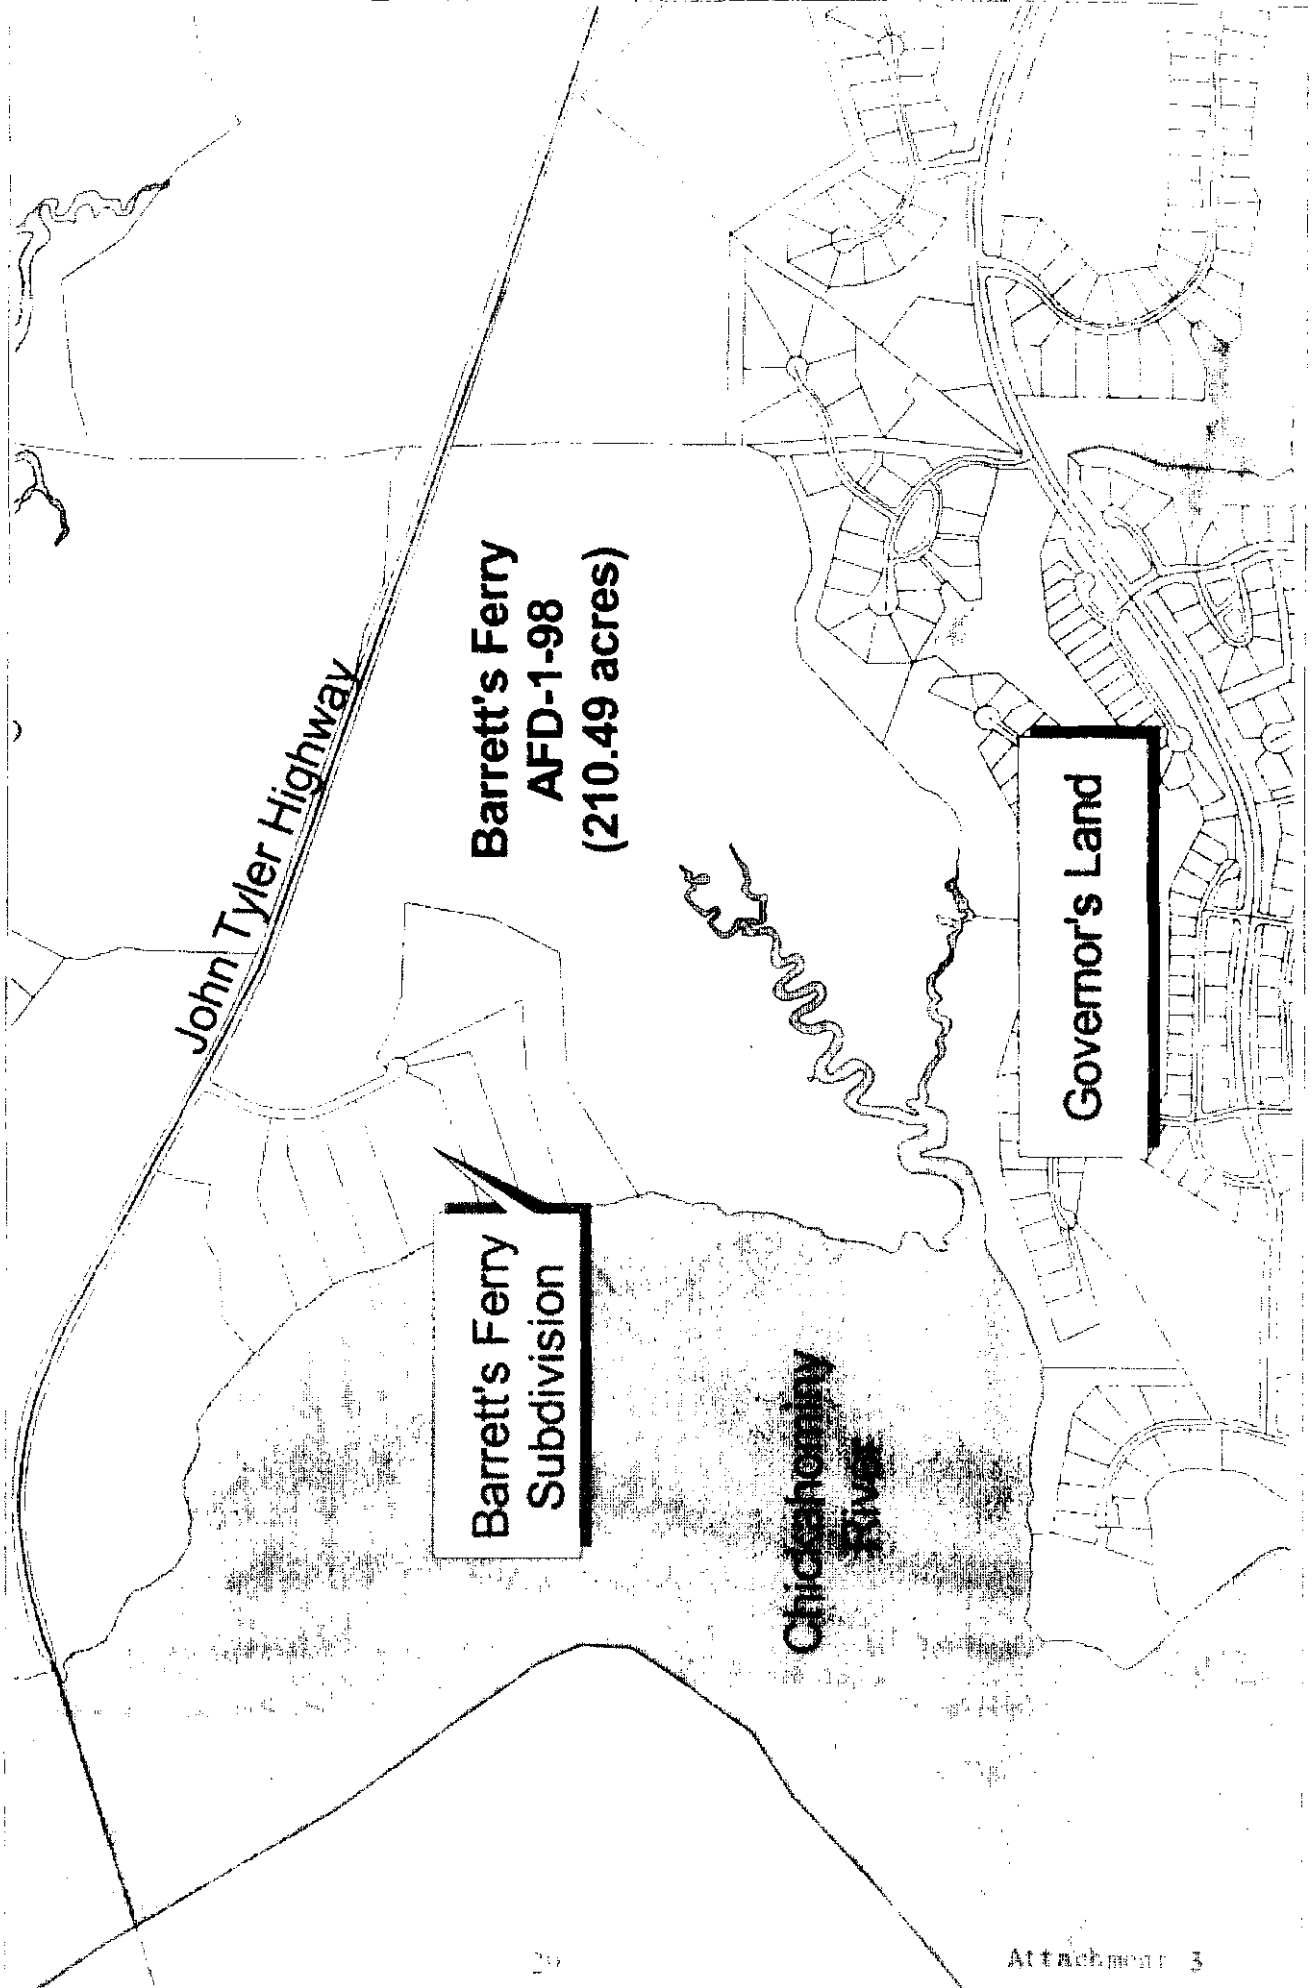 John Tyler Highway
Barrett's Ferry
AFD-1-98
(210.49 acres)
Barrett's Ferry
Subdivision
Governor's Land
Chickahominy
River
Attachment 3